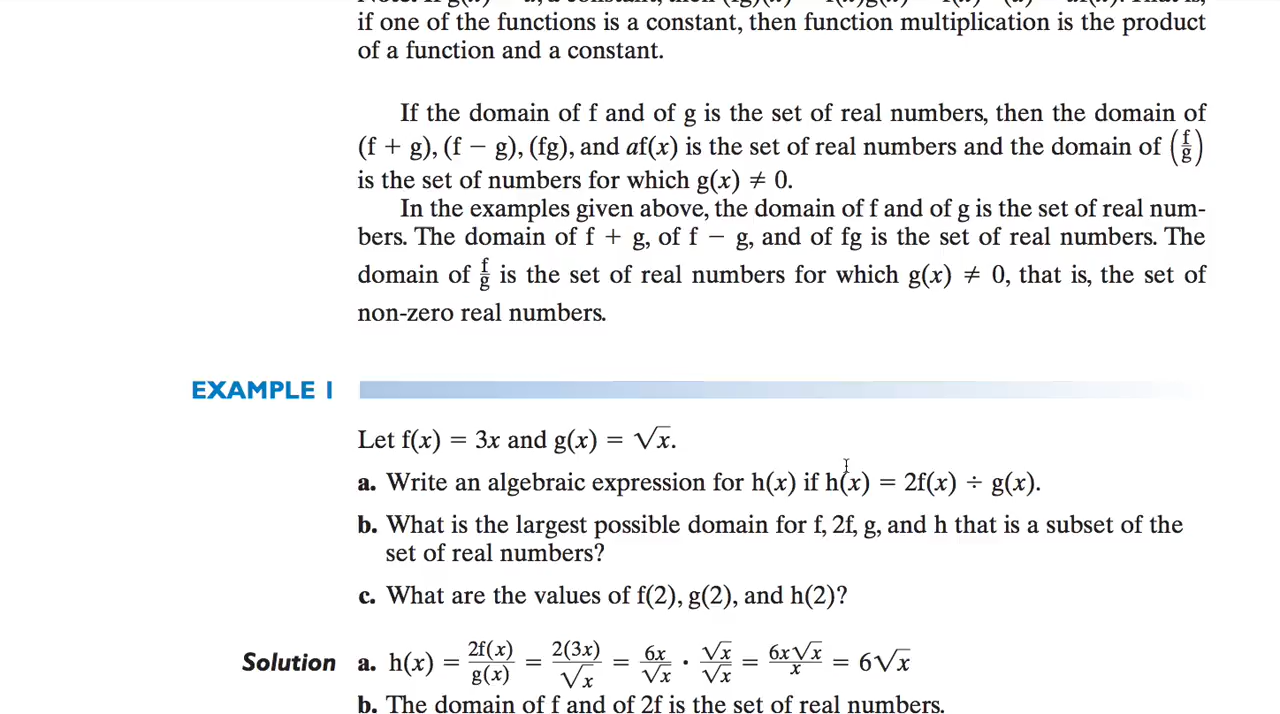 if one of the functions is a constant, then function multiplication is the product
of a function and a constant.
If the domain of f and of g is the set of real numbers, then the domain of
(f + g), (f − g), (fg), and af(x) is the set of real numbers and the domain of (f/g)
is the set of numbers for which g(x) ≠ 0.
In the examples given above, the domain of f and of g is the set of real num-
bers. The domain of f + g, of f − g, and of fg is the set of real numbers. The
domain of f/g is the set of real numbers for which g(x) ≠ 0, that is, the set of
non-zero real numbers.
EXAMPLE 1
Let f(x) = 3x and g(x) = √x.
a. Write an algebraic expression for h(x) if h(x) = 2f(x) ÷ g(x).
b. What is the largest possible domain for f, 2f, g, and h that is a subset of the
set of real numbers?
c. What are the values of f(2), g(2), and h(2)?
Solution a. h(x) = 2f(x)/g(x) = 2(3x)/√x = 6x/√x · √x/√x = 6x√x/x = 6√x
b. The domain of f and of 2f is the set of real numbers.